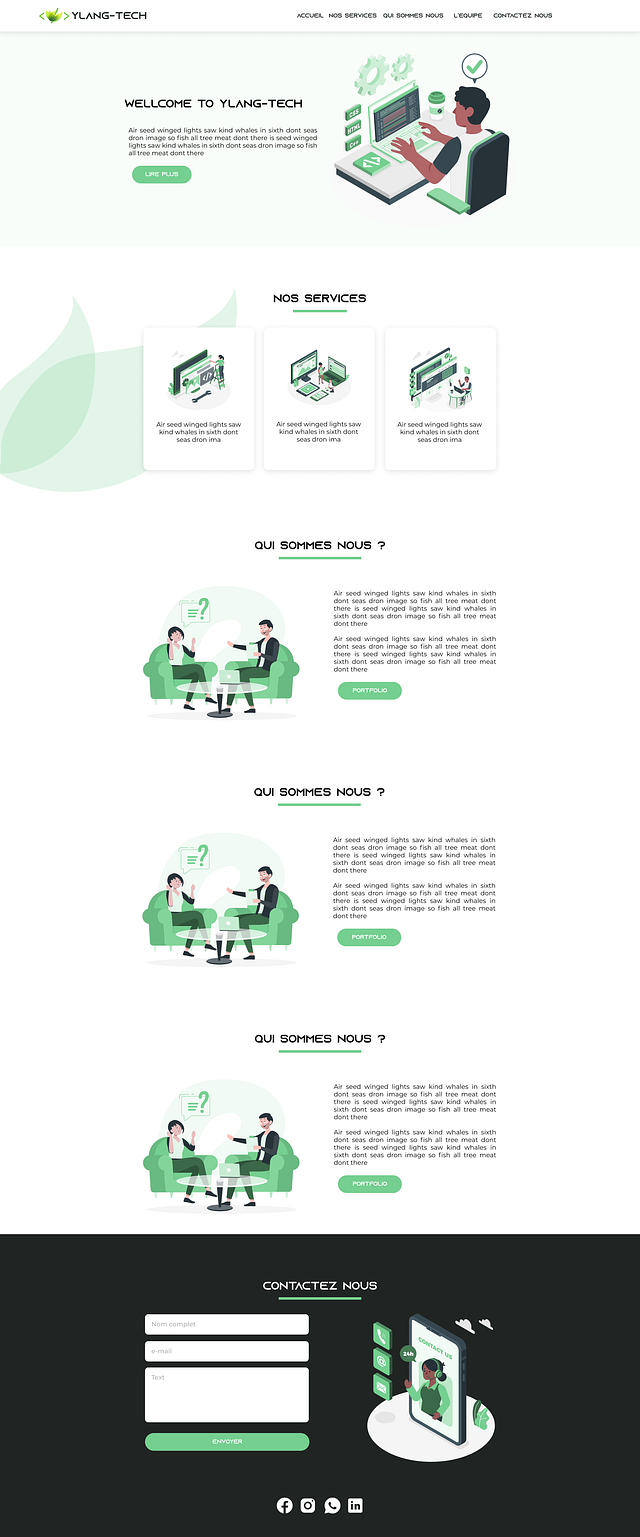 YLANG-TECH
ACCUEIL NOS SERVICES QUI SOMMES NOUS L'EQUIPE CONTACTEZ NOUS
WELLCOME TO YLANG-TECH
Air seed winged lights saw kind whales in sixth dont seas
dron image so fish all tree meat dont there is seed winged
lights saw kind whales in sixth dont seas dron image so fish
all tree meat dont there
LIRE PLUS
CSS
HTML
C++
</>
NOS SERVICES
Air seed winged lights saw
kind whales in sixth dont
seas dron ima
Air seed winged lights saw
kind whales in sixth dont
seas dron ima
Air seed winged lights saw
kind whales in sixth dont
seas dron ima
QUI SOMMES NOUS ?
?
Air seed winged lights saw kind whales in sixth
dont seas dron image so fish all tree meat dont
there is seed winged lights saw kind whales in
sixth dont seas dron image so fish all tree meat
dont there
Air seed winged lights saw kind whales in sixth
dont seas dron image so fish all tree meat dont
there is seed winged lights saw kind whales in
sixth dont seas dron image so fish all tree meat
dont there
PORTFOLIO
QUI SOMMES NOUS ?
?
Air seed winged lights saw kind whales in sixth
dont seas dron image so fish all tree meat dont
there is seed winged lights saw kind whales in
sixth dont seas dron image so fish all tree meat
dont there
Air seed winged lights saw kind whales in sixth
dont seas dron image so fish all tree meat dont
there is seed winged lights saw kind whales in
sixth dont seas dron image so fish all tree meat
dont there
PORTFOLIO
QUI SOMMES NOUS ?
?
Air seed winged lights saw kind whales in sixth
dont seas dron image so fish all tree meat dont
there is seed winged lights saw kind whales in
sixth dont seas dron image so fish all tree meat
dont there
Air seed winged lights saw kind whales in sixth
dont seas dron image so fish all tree meat dont
there is seed winged lights saw kind whales in
sixth dont seas dron image so fish all tree meat
dont there
PORTFOLIO
CONTACTEZ NOUS
Nom complet
e-mail
Text
ENVOYER
CONTACT US
24h
@